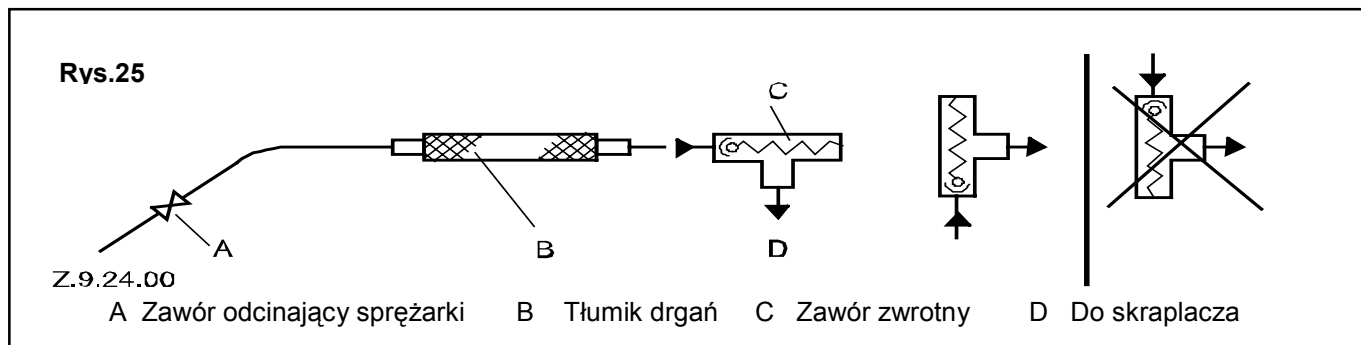 Rys.25
C
A
B
D
Z.9.24.00
A Zawór odcinający sprężarki B Tłumik drgań C Zawór zwrotny D Do skraplacza